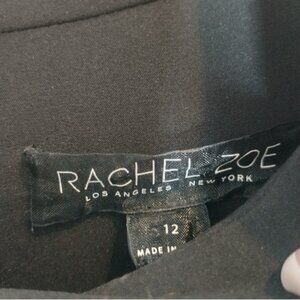 RACHEL ZOE
LOS ANGELES NEW YORK
12
MADE IN